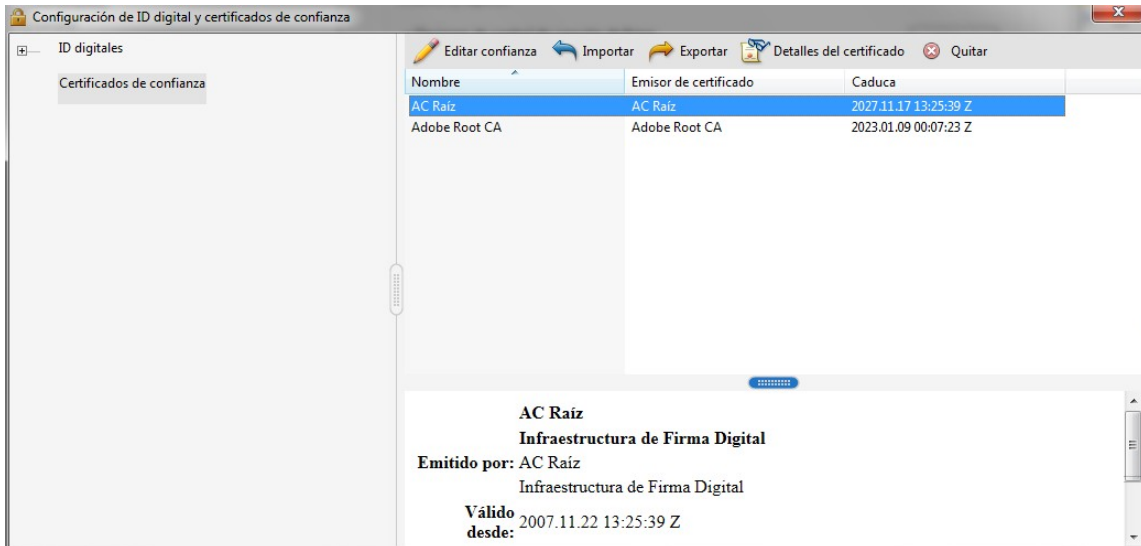 Configuración de ID digital y certificados de confianza
ID digitales
Certificados de confianza
Editar confianza Importar Exportar Detalles del certificado Quitar
Nombre Emisor de certificado Caduca
AC Raíz AC Raíz 2027.11.17 13:25:39 Z
Adobe Root CA Adobe Root CA 2023.01.09 00:07:23 Z
AC Raíz
Infraestructura de Firma Digital
Emitido por: AC Raíz
Infraestructura de Firma Digital
Válido
desde: 2007.11.22 13:25:39 Z